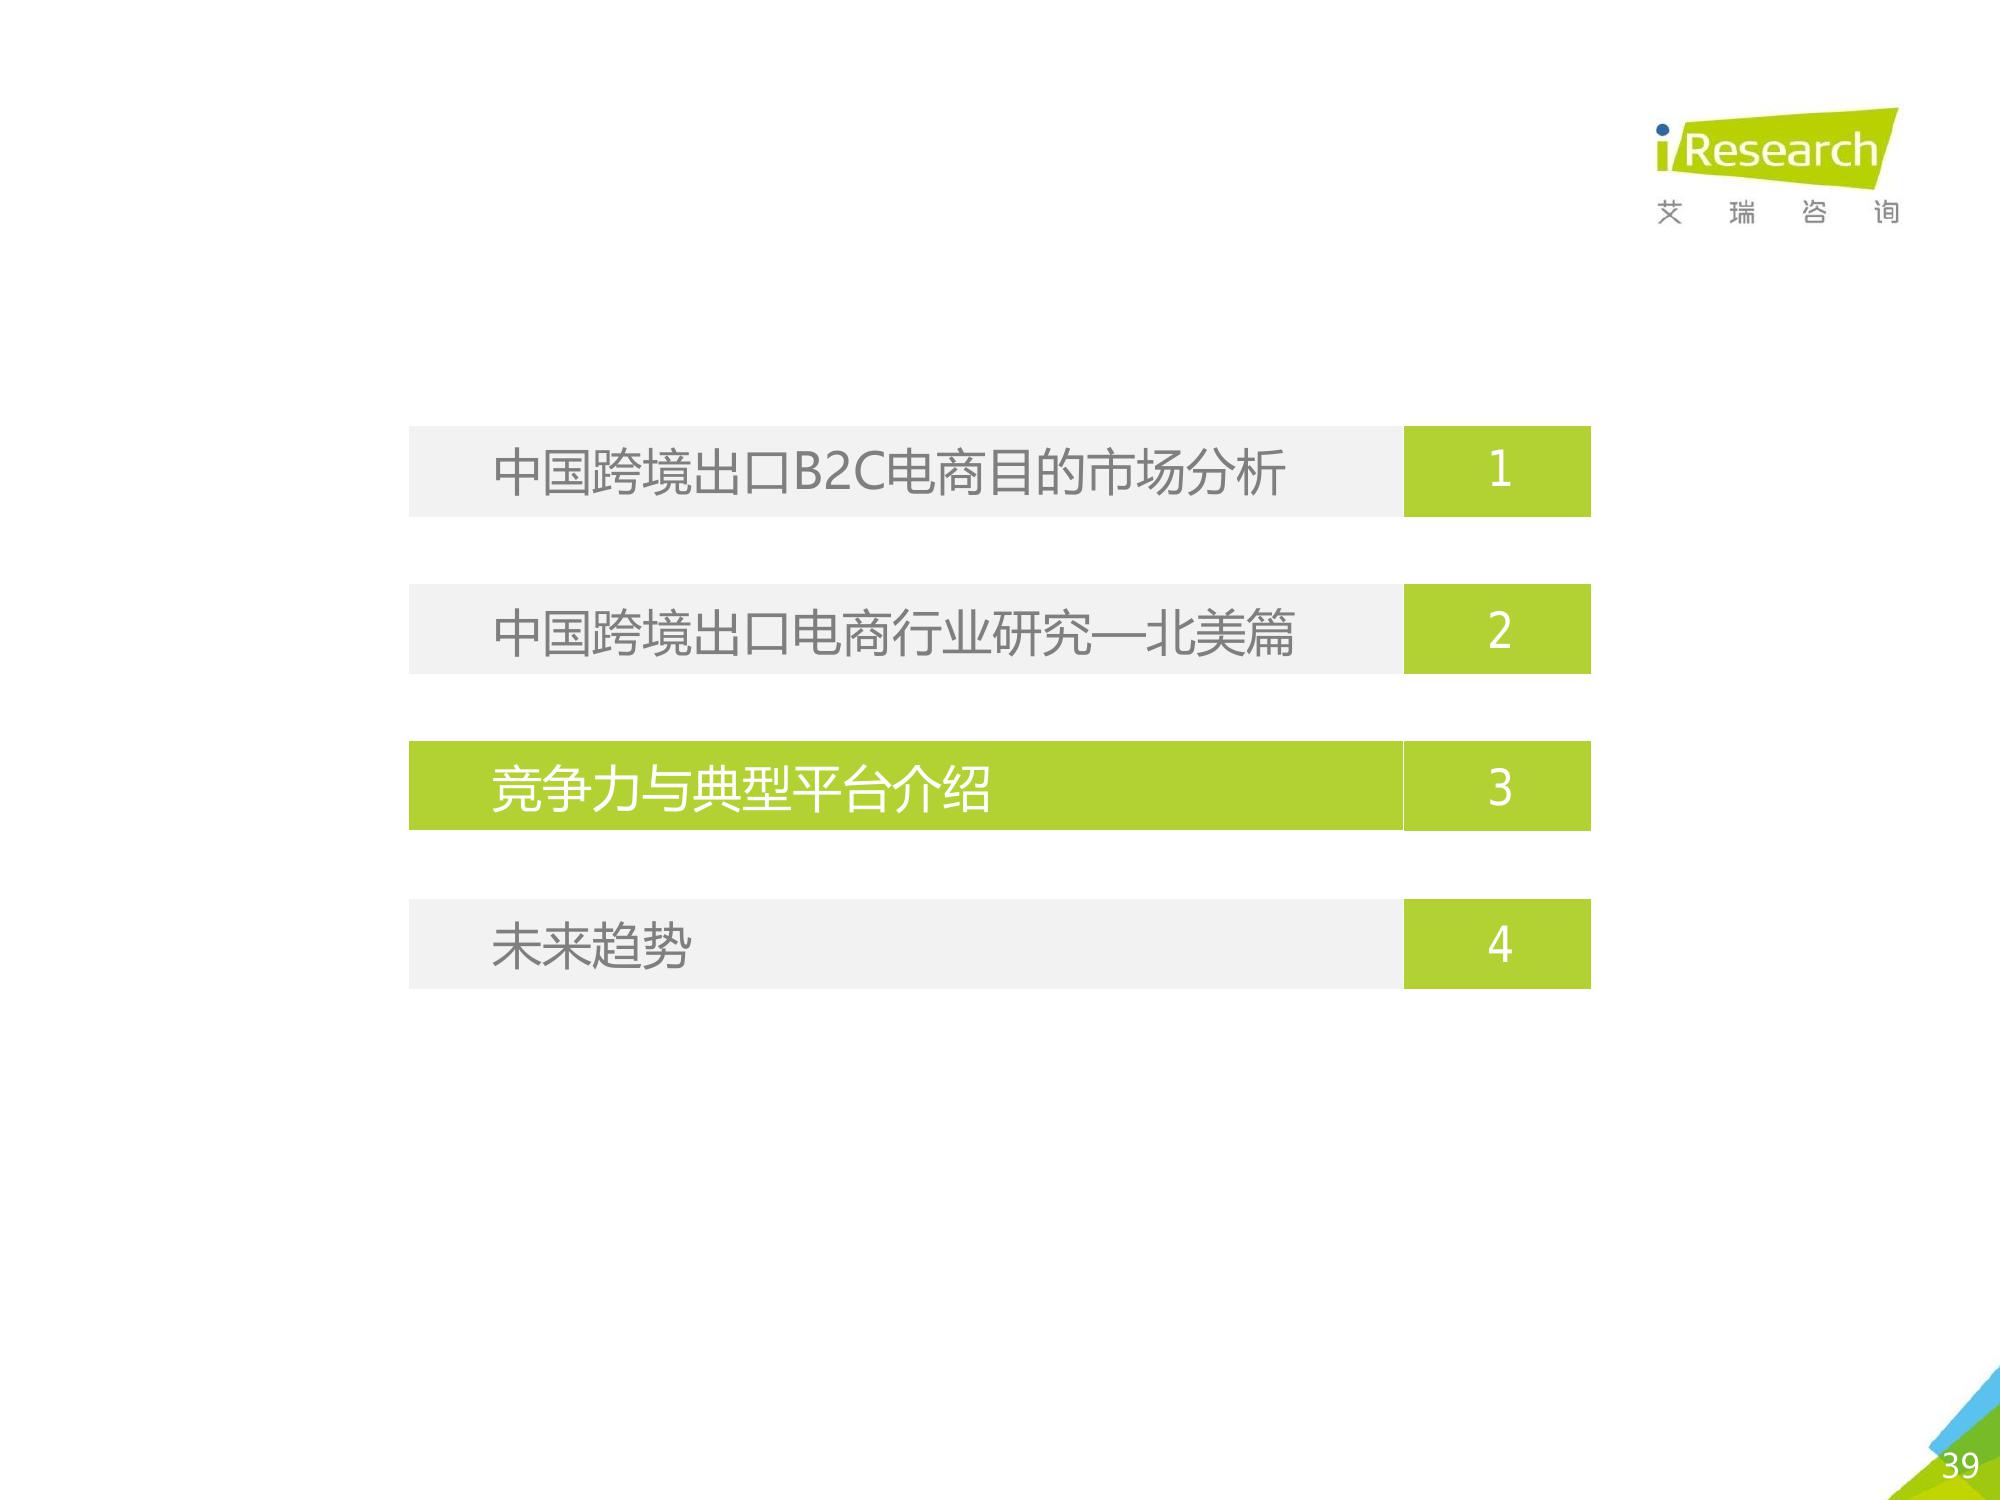 iResearch
艾瑞咨询
中国跨境出口B2C电商目的市场分析 1
中国跨境出口电商行业研究—北美篇 2
竞争力与典型平台介绍 3
未来趋势 4
39